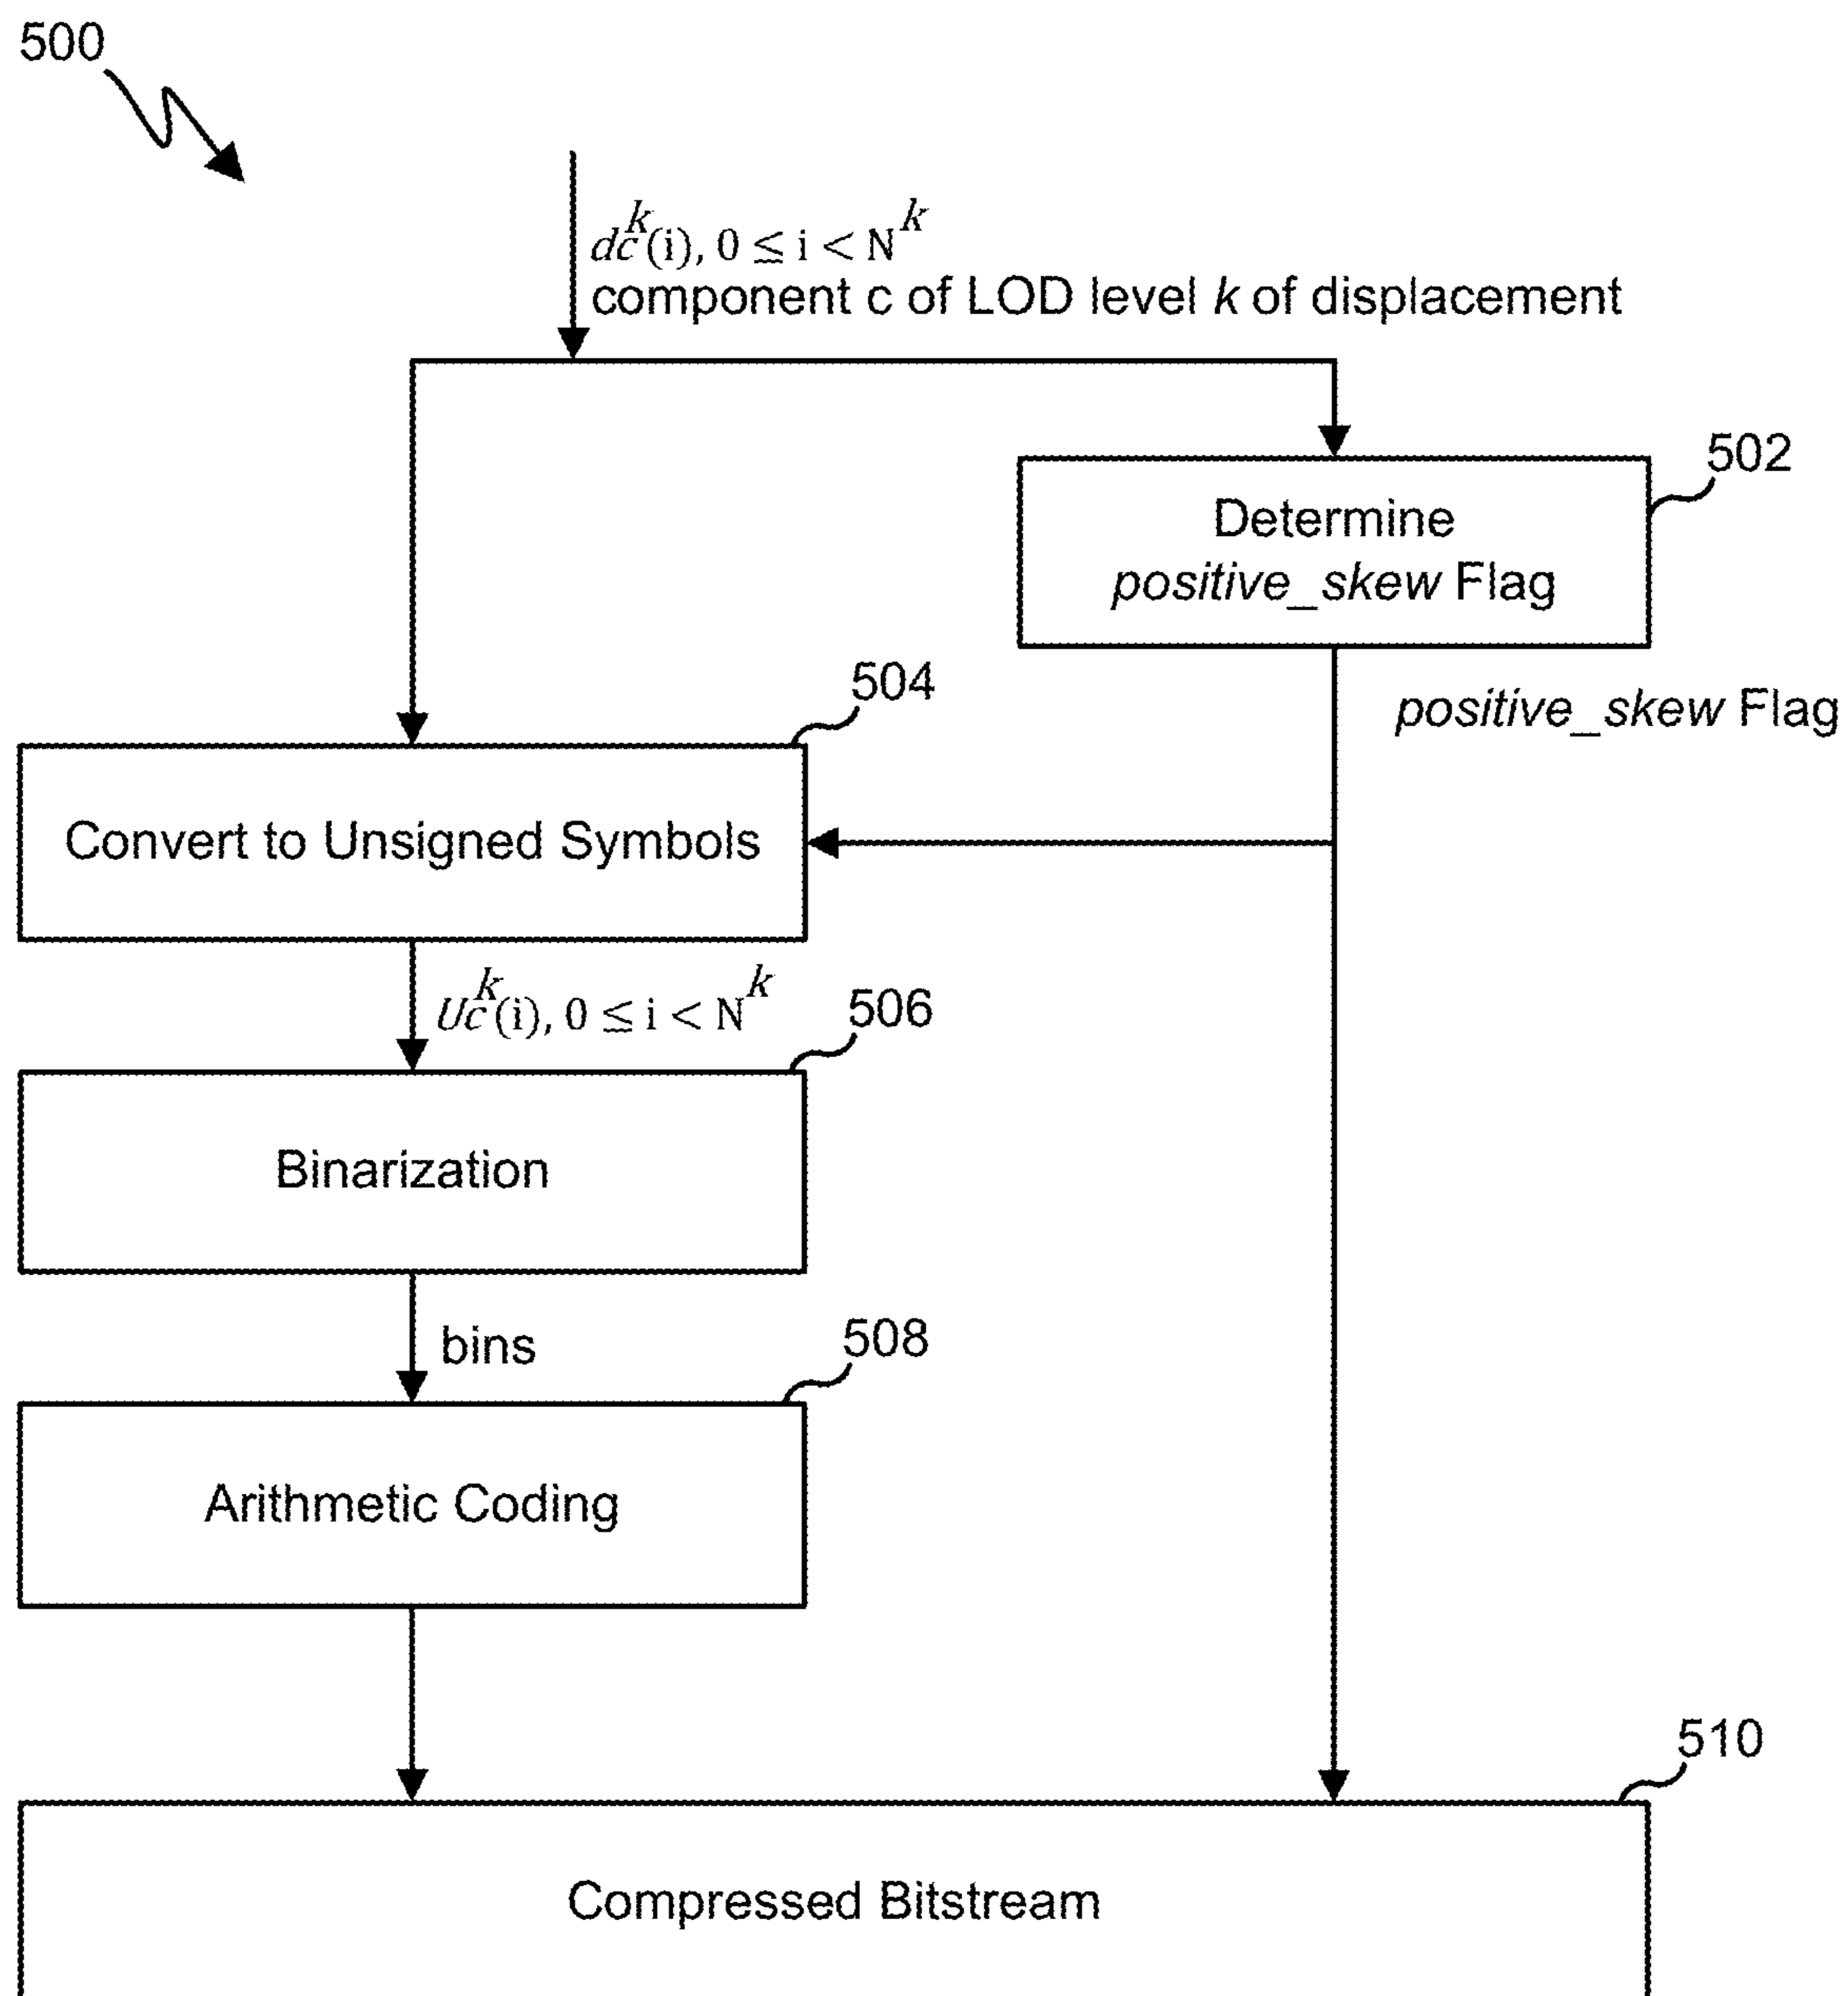 500
dc^k(i), 0 ≦ i < N^k
component c of LOD level k of displacement
502
Determine
positive_skew Flag
504
positive_skew Flag
Convert to Unsigned Symbols
Uc^k(i), 0 ≦ i < N^k
506
Binarization
bins
508
Arithmetic Coding
510
Compressed Bitstream